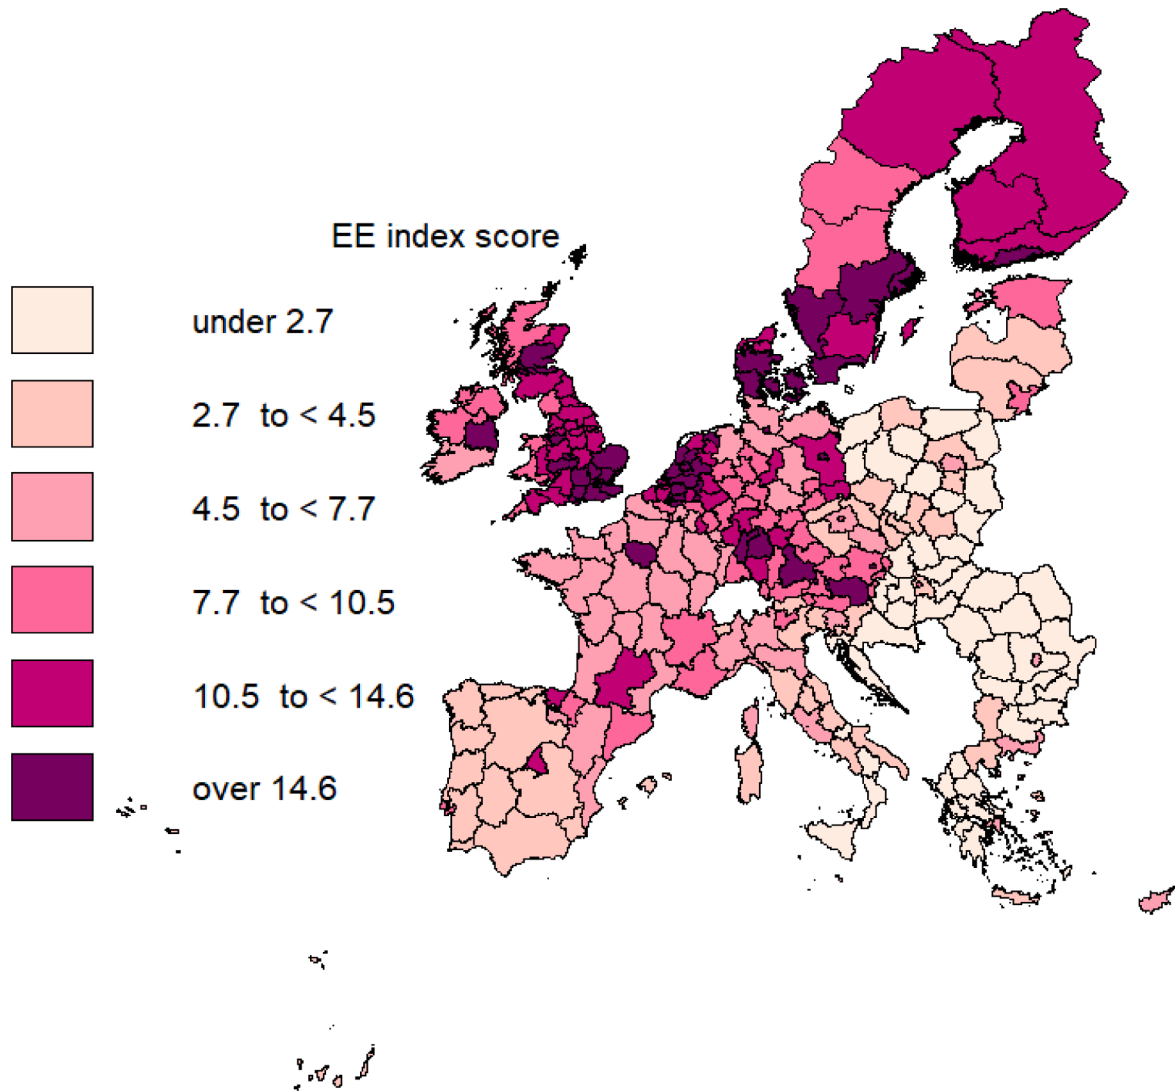 EE index score
under 2.7
2.7 to < 4.5
4.5 to < 7.7
7.7 to < 10.5
10.5 to < 14.6
over 14.6